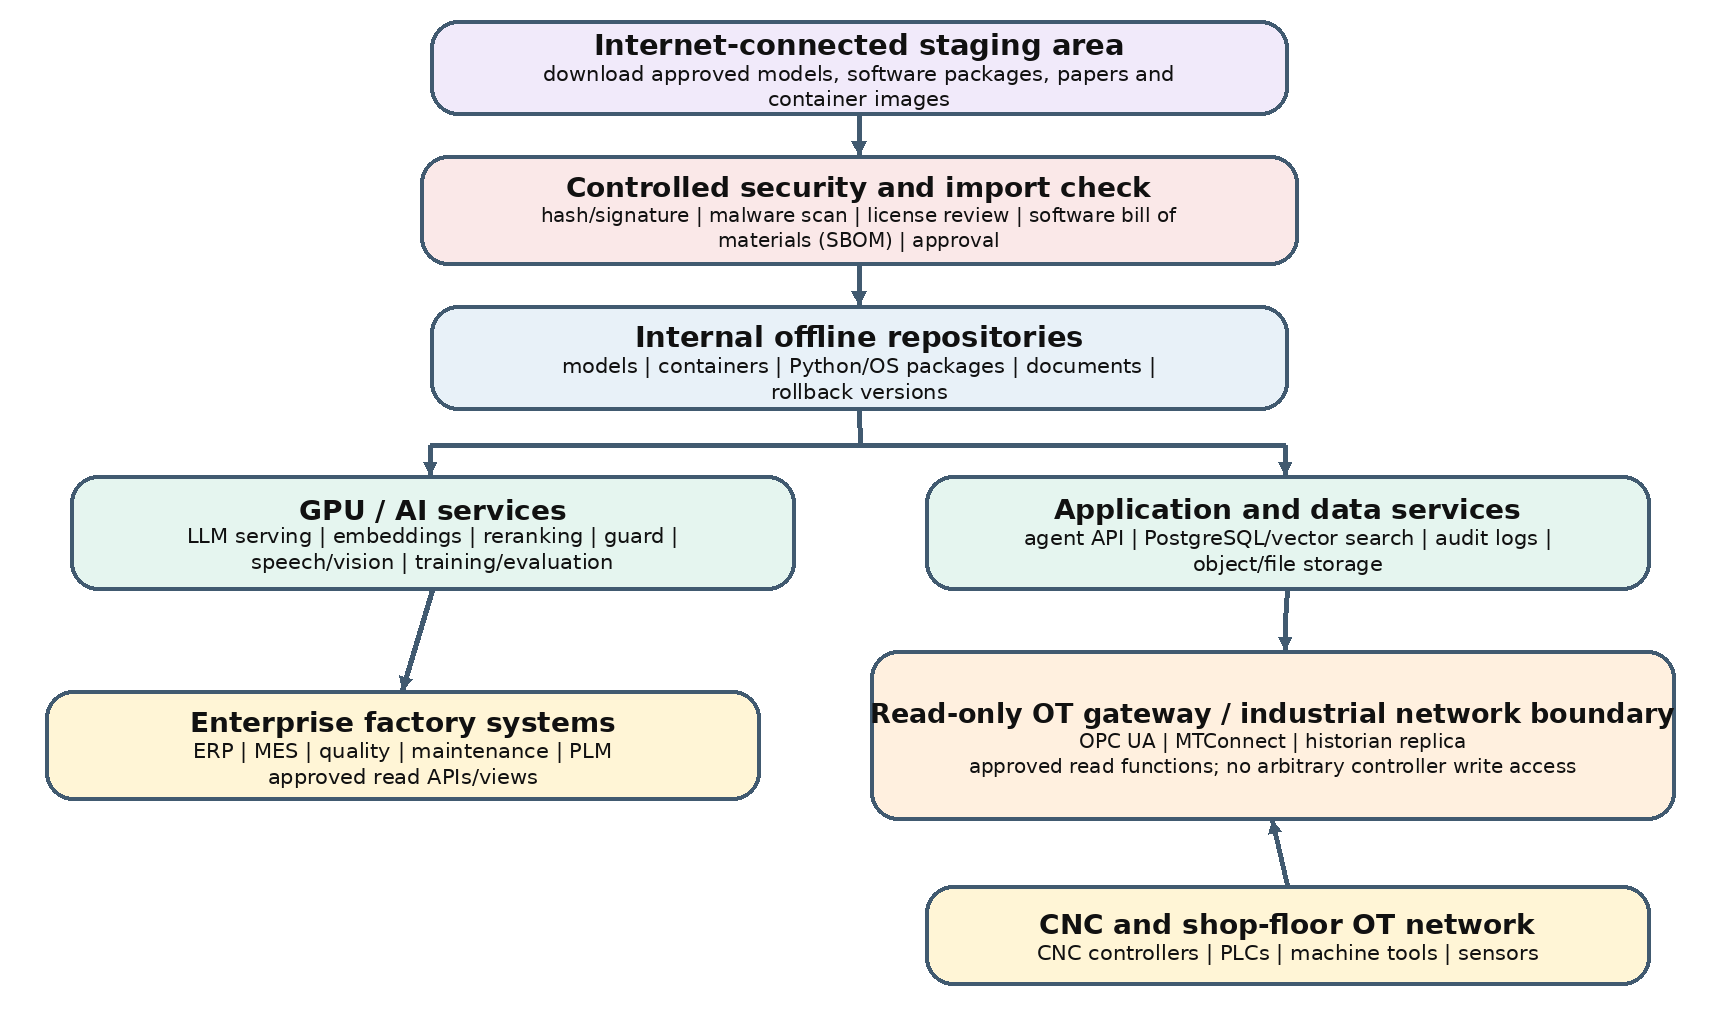 Internet-connected staging area
download approved models, software packages, papers and
container images
Controlled security and import check
hash/signature | malware scan | license review | software bill of
materials (SBOM) | approval
Internal offline repositories
models | containers | Python/OS packages | documents |
rollback versions
GPU / AI services
LLM serving | embeddings | reranking | guard |
speech/vision | training/evaluation
Application and data services
agent API | PostgreSQL/vector search | audit logs |
object/file storage
Enterprise factory systems
ERP | MES | quality | maintenance | PLM
approved read APIs/views
Read-only OT gateway / industrial network boundary
OPC UA | MTConnect | historian replica
approved read functions; no arbitrary controller write access
CNC and shop-floor OT network
CNC controllers | PLCs | machine tools | sensors